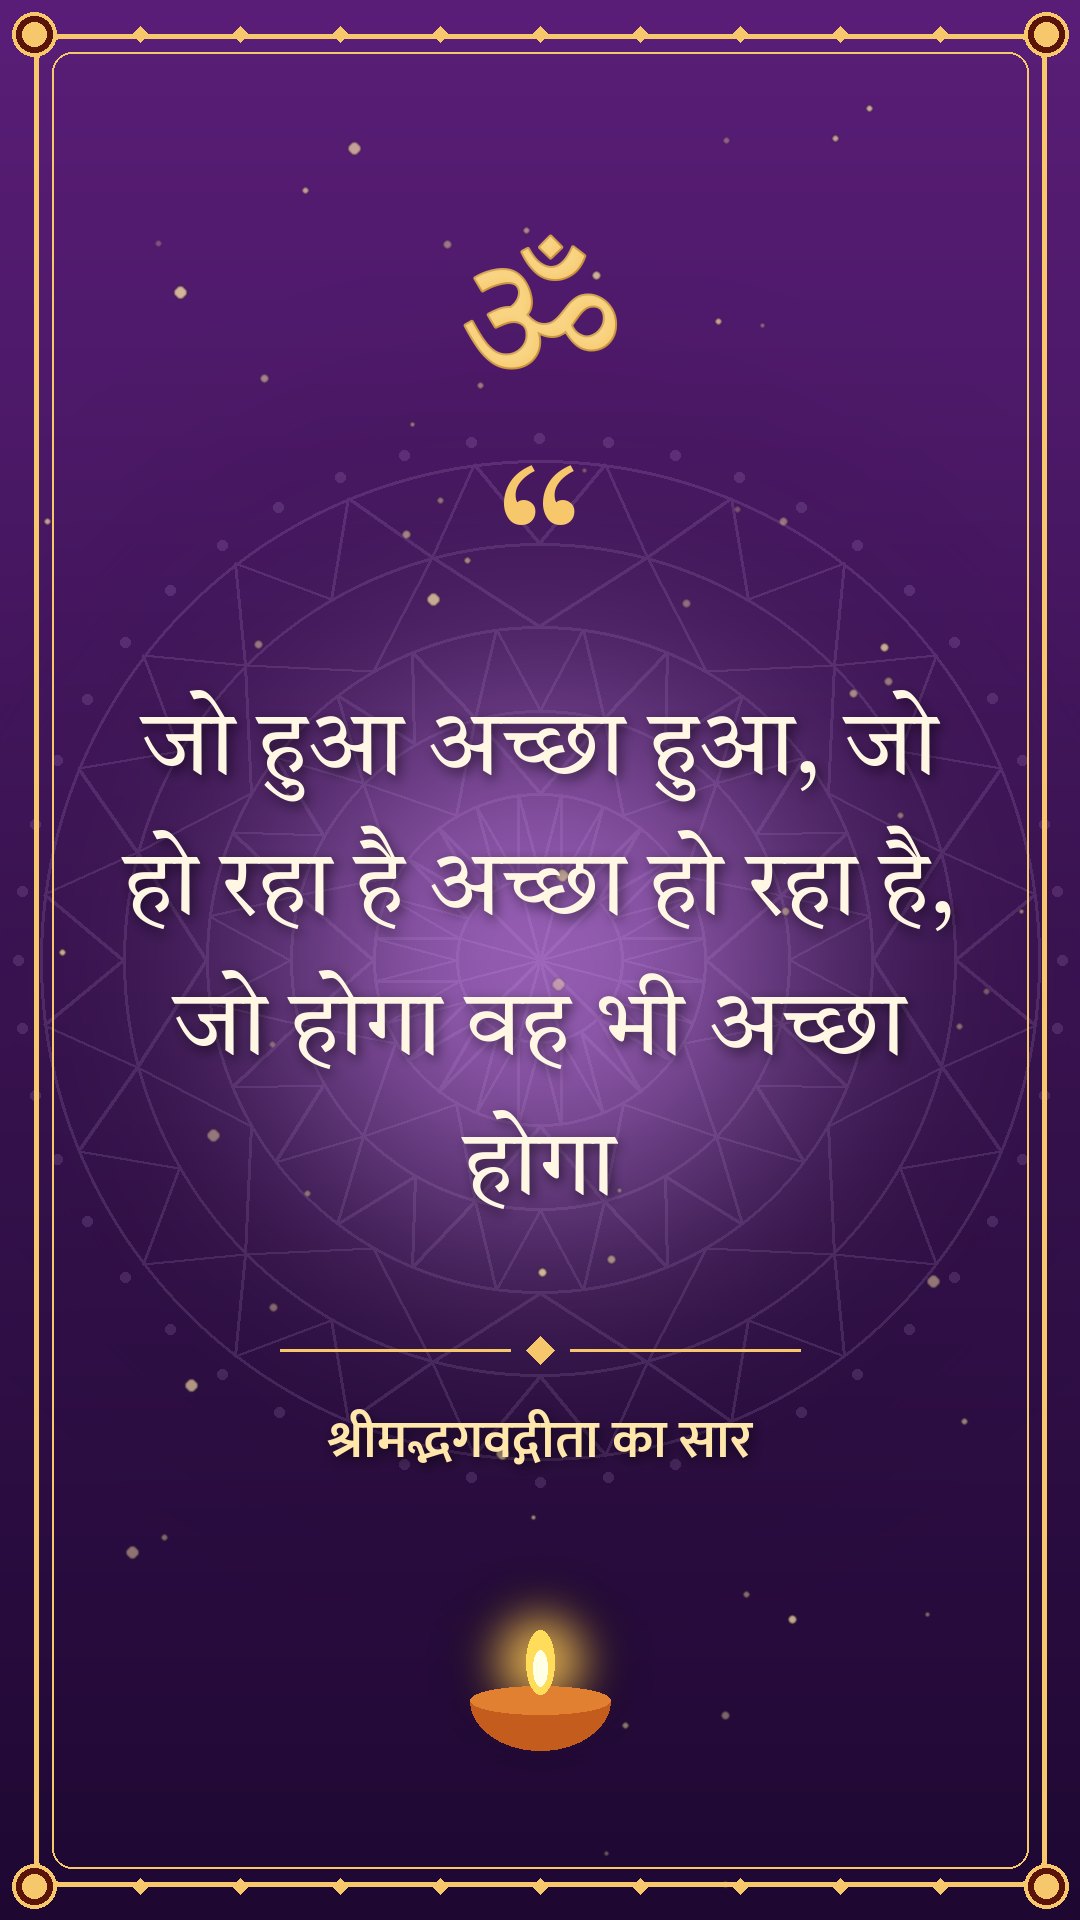 ॐ
“
जो हुआ अच्छा हुआ, जो
हो रहा है अच्छा हो रहा है,
जो होगा वह भी अच्छा
होगा
श्रीमद्भगवद्गीता का सार